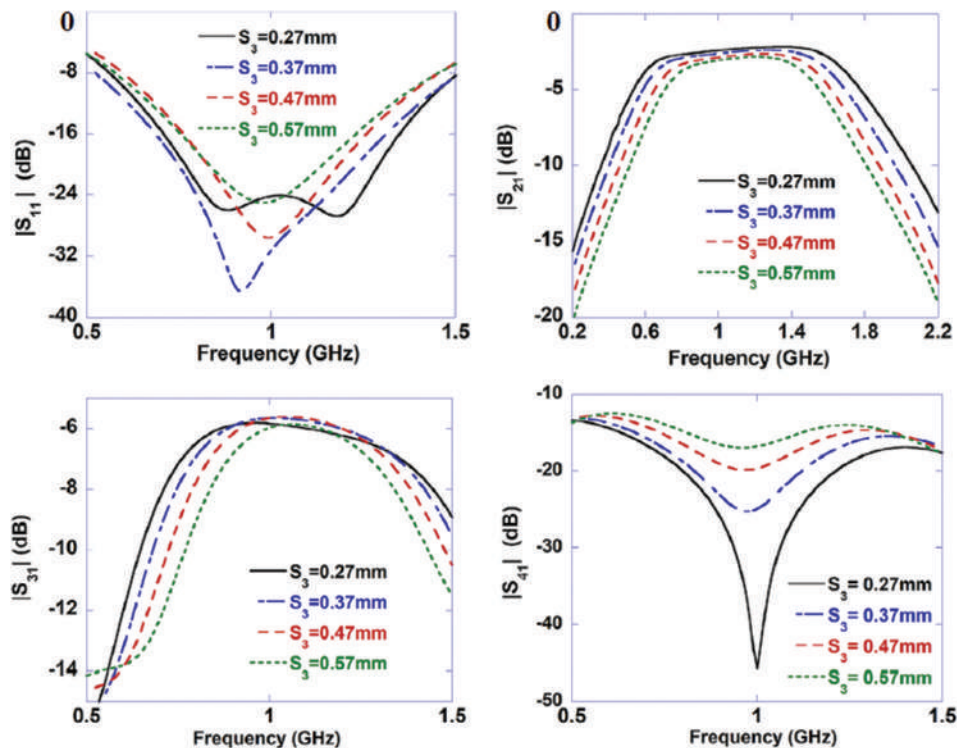 |S11| (dB)
0
-8
-16
-24
-32
-40
S3=0.27mm
S3=0.37mm
S3=0.47mm
S3=0.57mm
0.5
1
1.5
Frequency (GHz)
|S21| (dB)
0
-5
-10
-15
-20
S3=0.27mm
S3=0.37mm
S3=0.47mm
S3=0.57mm
0.2
0.6
1
1.4
1.8
2.2
Frequency (GHz)
|S31| (dB)
-6
-8
-10
-12
-14
S3=0.27mm
S3=0.37mm
S3=0.47mm
S3=0.57mm
0.5
1
1.5
Frequency (GHz)
|S41| (dB)
-10
-20
-30
-40
-50
S3= 0.27mm
S3= 0.37mm
S3= 0.47mm
S3= 0.57mm
0.5
1
1.5
Frequency (GHz)